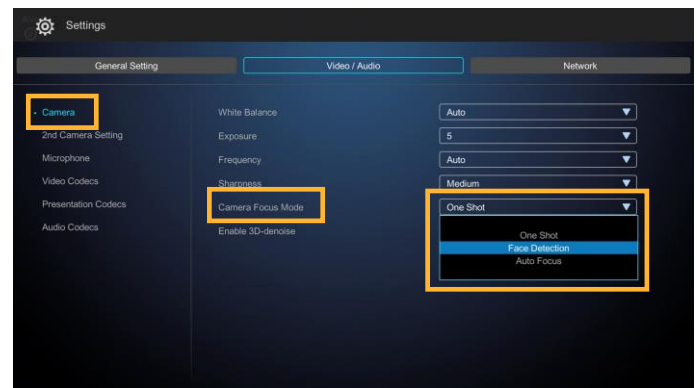 Settings
General Setting Video / Audio Network
Camera White Balance Auto
2nd Camera Setting Exposure 5
Microphone Frequency Auto
Video Codecs Sharpness Medium
Presentation Codecs Camera Focus Mode One Shot
Audio Codecs Enable 3D-denoise One Shot
Face Detection
Auto Focus